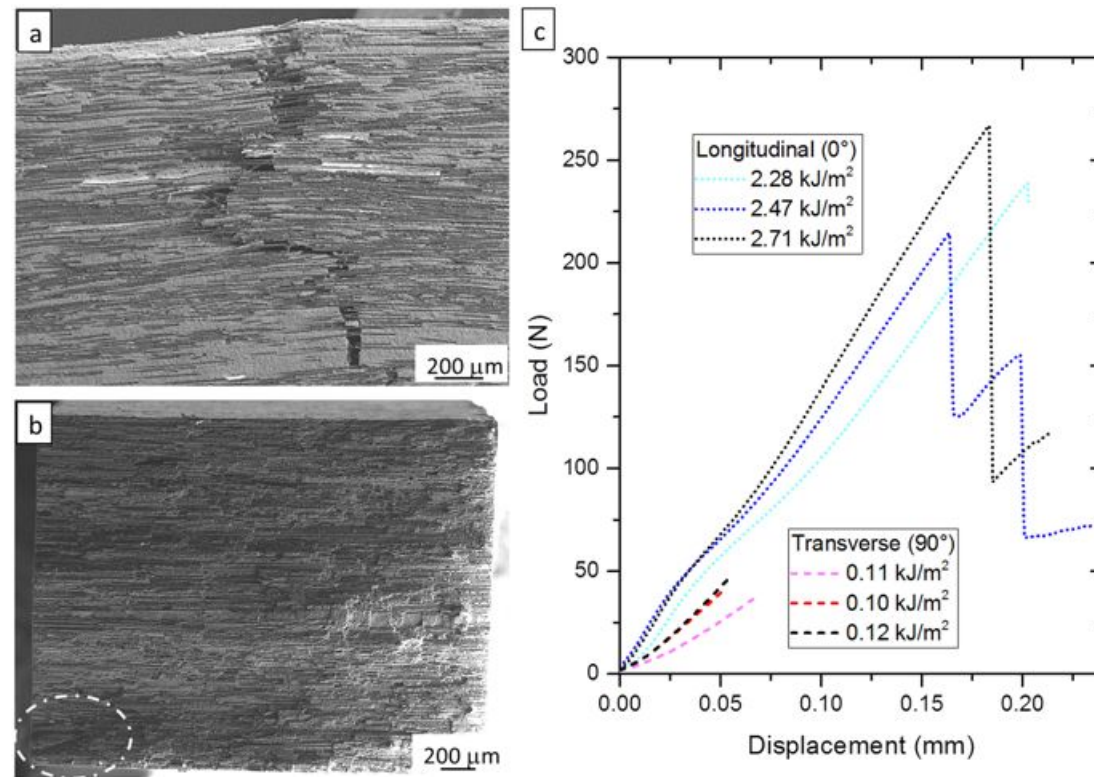 a
200 μm
b
200 μm
c
300
250
200
150
100
50
0
Load (N)
Longitudinal (0°)
2.28 kJ/m²
2.47 kJ/m²
2.71 kJ/m²
Transverse (90°)
0.11 kJ/m²
0.10 kJ/m²
0.12 kJ/m²
0.00 0.05 0.10 0.15 0.20
Displacement (mm)